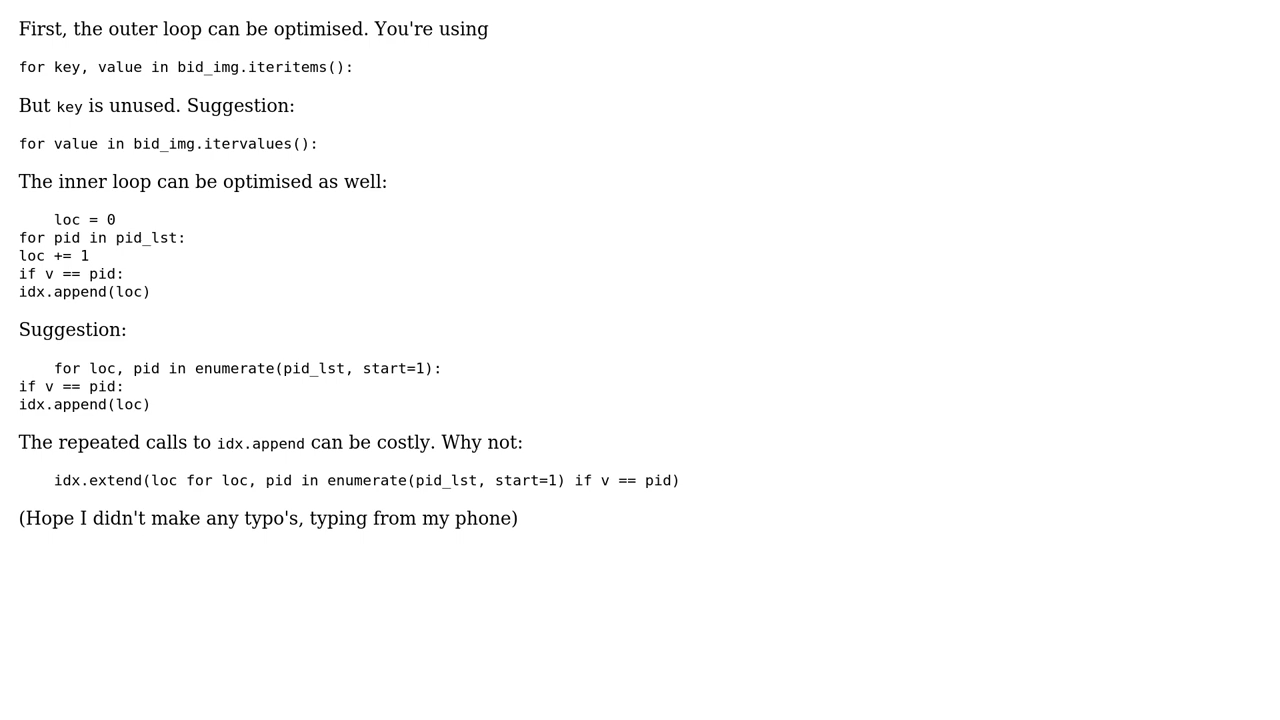 First, the outer loop can be optimised. You're using
for key, value in bid_img.iteritems():
But key is unused. Suggestion:
for value in bid_img.itervalues():
The inner loop can be optimised as well:
    loc = 0
for pid in pid_lst:
loc += 1
if v == pid:
idx.append(loc)
Suggestion:
    for loc, pid in enumerate(pid_lst, start=1):
if v == pid:
idx.append(loc)
The repeated calls to idx.append can be costly. Why not:
    idx.extend(loc for loc, pid in enumerate(pid_lst, start=1) if v == pid)
(Hope I didn't make any typo's, typing from my phone)